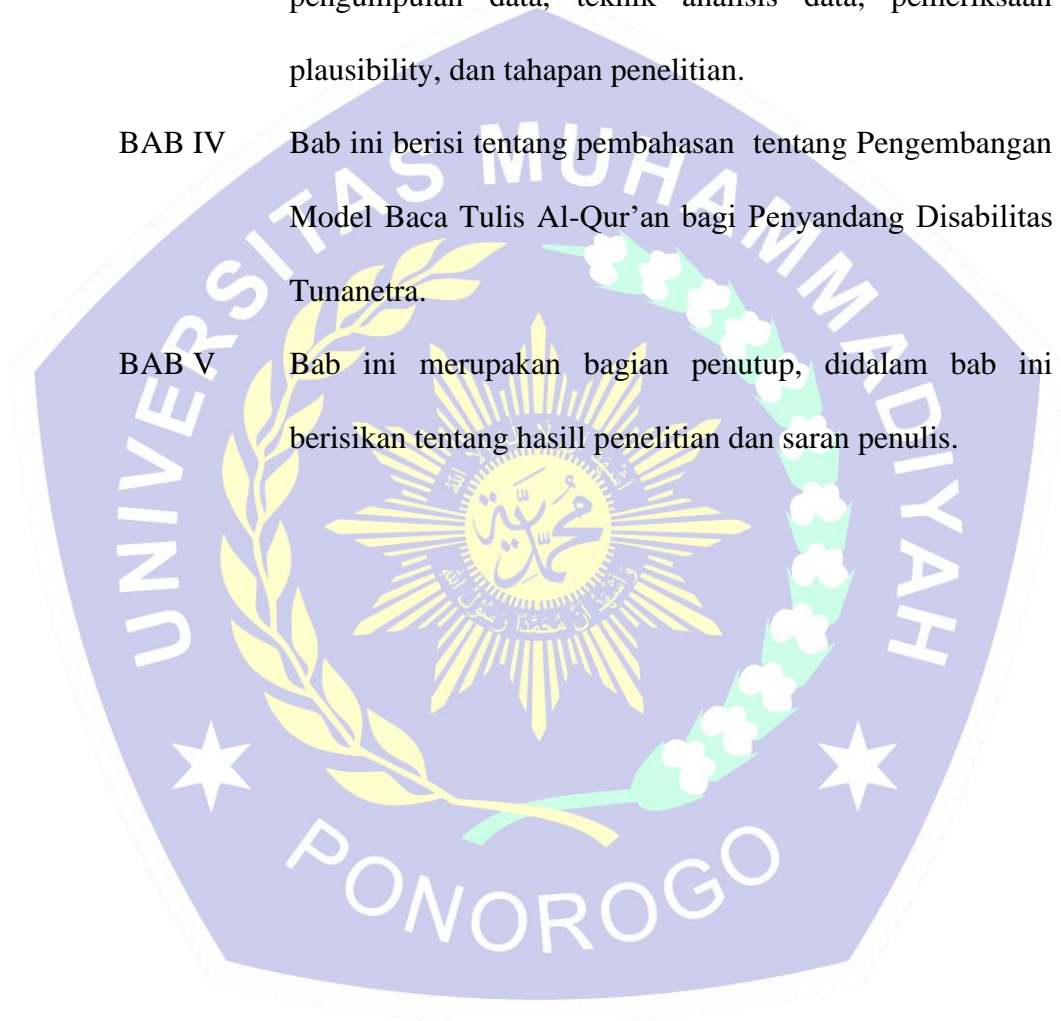 pengumpulan data, teknik analisis data, pemeriksaan
plausibility, dan tahapan penelitian.
BAB IV Bab ini berisi tentang pembahasan tentang Pengembangan
Model Baca Tulis Al-Qur’an bagi Penyandang Disabilitas
Tunanetra.
BAB V Bab ini merupakan bagian penutup, didalam bab ini
berisikan tentang hasill penelitian dan saran penulis.
UNIVERSITAS MUHAMMADIYAH
PONOROGO
محمدية